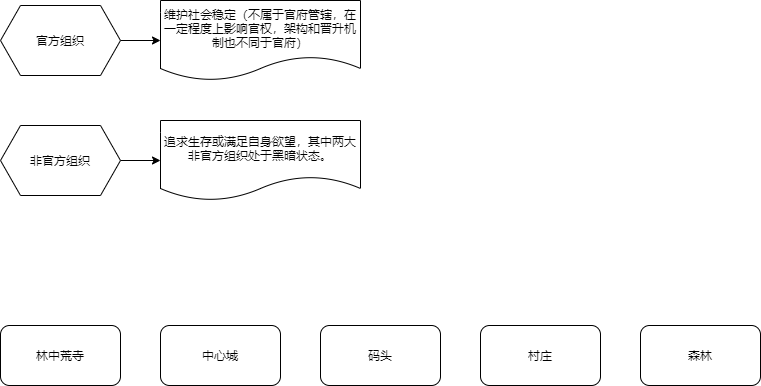 官方组织
维护社会稳定（不属于官府管辖，在
一定程度上影响官权，架构和晋升机
制也不同于官府）
非官方组织
追求生存或满足自身欲望，其中两大
非官方组织处于黑暗状态。
林中荒寺
中心城
码头
村庄
森林